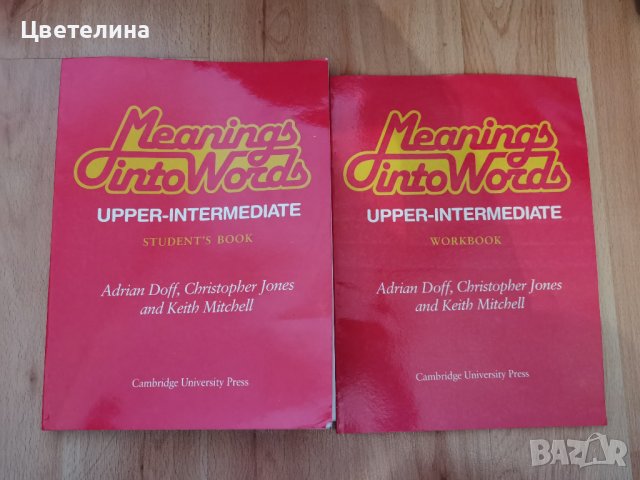 Цветелина
Meanings
into Words
UPPER-INTERMEDIATE
STUDENT'S BOOK
Adrian Doff, Christopher Jones
and Keith Mitchell
Cambridge University Press
Meanings
into Words
UPPER-INTERMEDIATE
WORKBOOK
Adrian Doff, Christopher Jones
and Keith Mitchell
Cambridge University Press
BAZAR